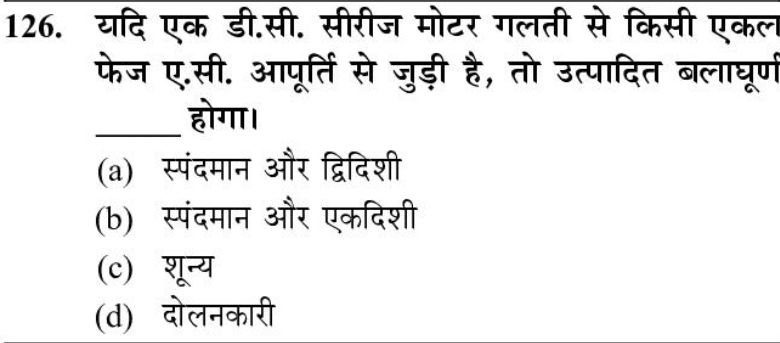 126. यदि एक डी.सी. सीरीज मोटर गलती से किसी एकल
फेज ए.सी. आपूर्ति से जुड़ी है, तो उत्पादित बलाघूर्ण
______ होगा।
(a) स्पंदमान और द्विदिशी
(b) स्पंदमान और एकदिशी
(c) शून्य
(d) दोलनकारी